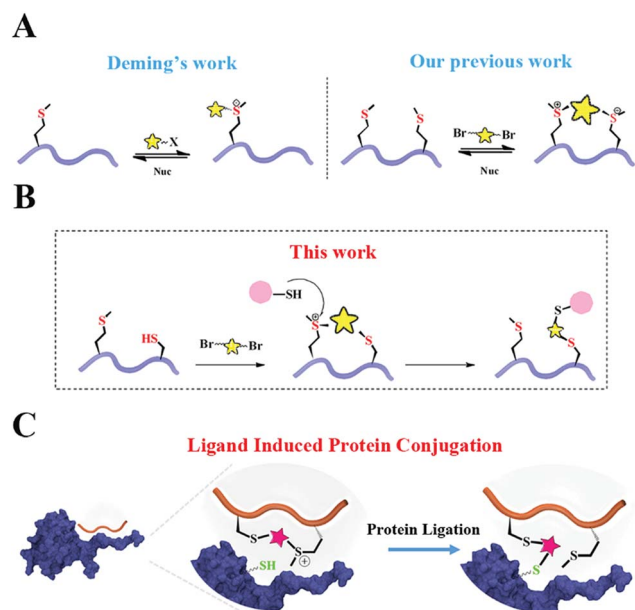 A
Deming's work
Our previous work
S
S
X
Nuc
S
S
Br Br
Nuc
S
S
B
This work
S
HS
Br Br
SH
S
S
S
S
S
C
Ligand Induced Protein Conjugation
S
S
SH
Protein Ligation
S
S
S